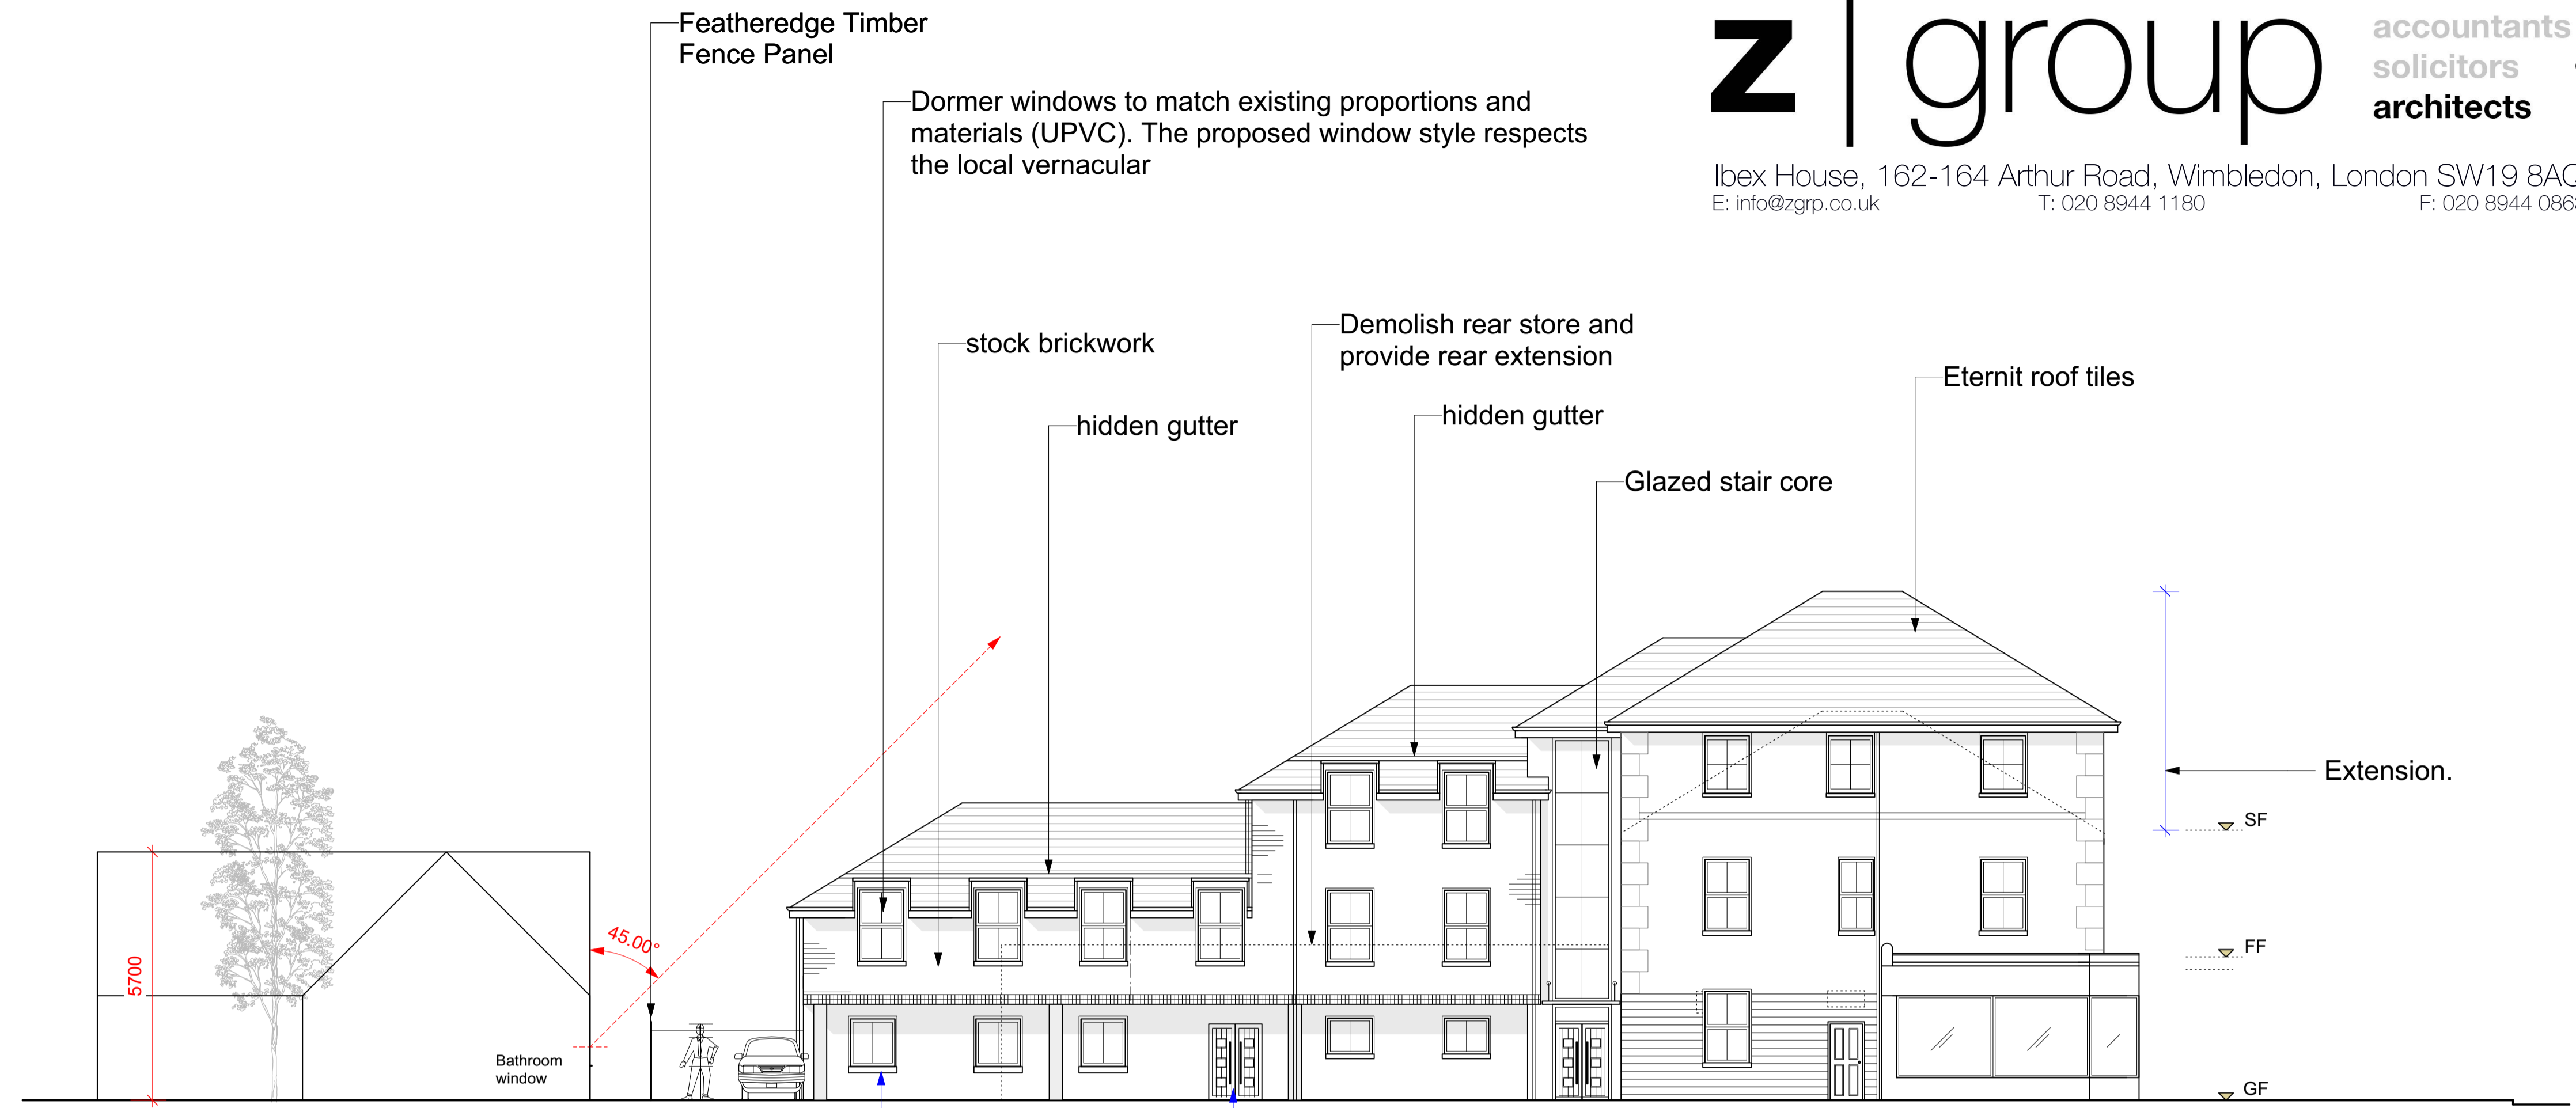 Featheredge Timber
Fence Panel
z | group
accountants
solicitors
architects
Dormer windows to match existing proportions and
materials (UPVC). The proposed window style respects
the local vernacular
Ibex House, 162-164 Arthur Road, Wimbledon, London SW19 8AQ
E: info@zgrp.co.uk T: 020 8944 1180 F: 020 8944 086
Demolish rear store and
provide rear extension
stock brickwork
Eternit roof tiles
hidden gutter
hidden gutter
Glazed stair core
Extension.
SF
45.00°
FF
5700
Bathroom
window
GF